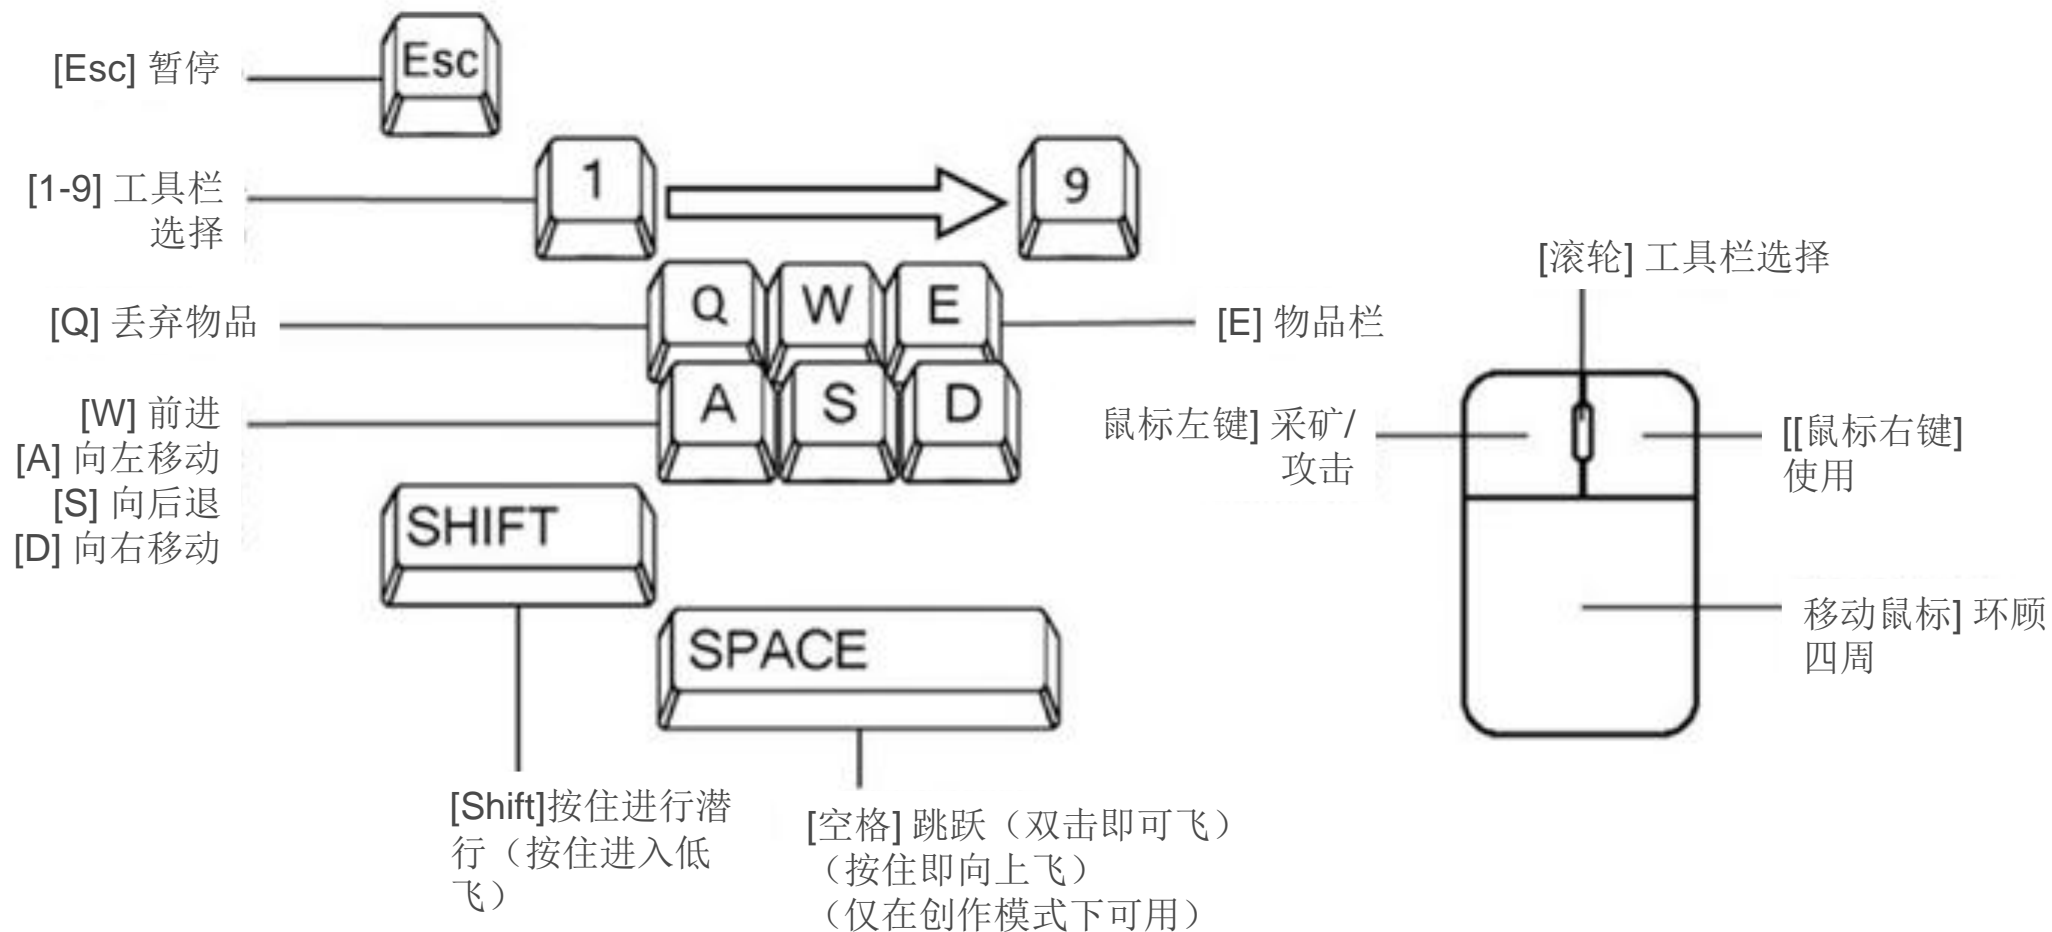 [Esc] 暂停
Esc
[1-9] 工具栏
选择
1
9
[Q] 丢弃物品
Q
W
E
[E] 物品栏
[W] 前进
[A] 向左移动
[S] 向后退
[D] 向右移动
A
S
D
SHIFT
SPACE
[Shift]按住进行潜
行（按住进入低
飞）
[空格] 跳跃（双击即可飞）
（按住即向上飞）
（仅在创作模式下可用）
[滚轮] 工具栏选择
鼠标左键] 采矿/
攻击
[[鼠标右键]
使用
移动鼠标] 环顾
四周